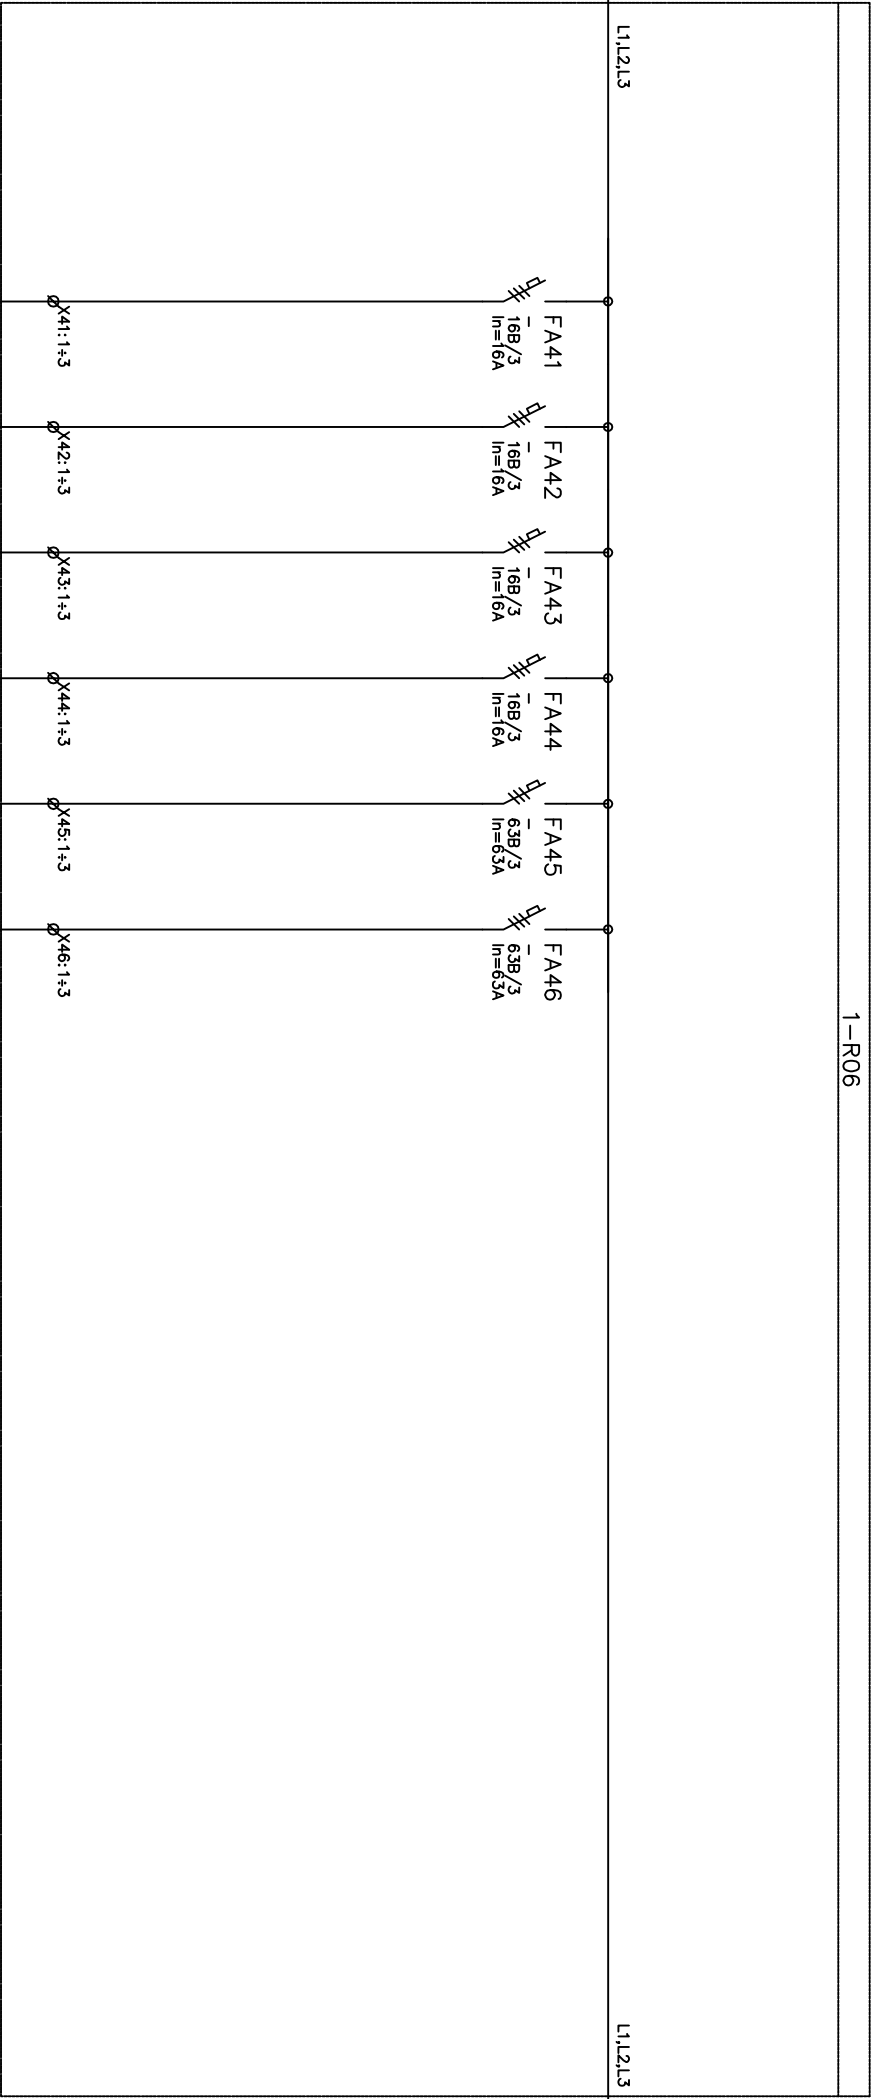 1-R06
L1,L2,L3
L1,L2,L3
FA41
-
16B/3
In=16A
FA42
-
16B/3
In=16A
FA43
-
16B/3
In=16A
FA44
-
16B/3
In=16A
FA45
-
63B/3
In=63A
FA46
-
63B/3
In=63A
X41:1÷3
X42:1÷3
X43:1÷3
X44:1÷3
X45:1÷3
X46:1÷3